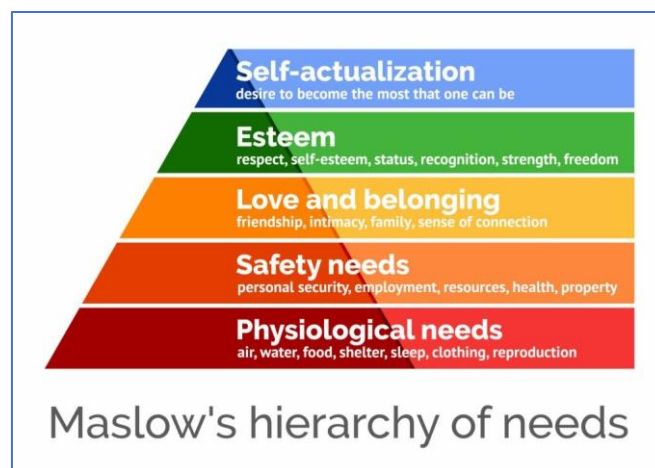 Self-actualization
desire to become the most that one can be
Esteem
respect, self-esteem, status, recognition, strength, freedom
Love and belonging
friendship, intimacy, family, sense of connection
Safety needs
personal security, employment, resources, health, property
Physiological needs
air, water, food, shelter, sleep, clothing, reproduction
Maslow's hierarchy of needs